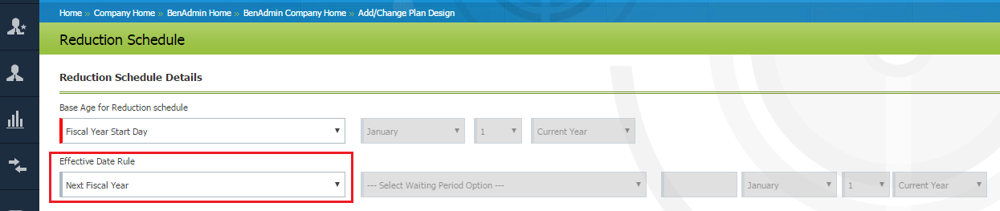 Home » Company Home » BenAdmin Home » BenAdmin Company Home » Add/Change Plan Design
Reduction Schedule
Reduction Schedule Details
Base Age for Reduction schedule
Fiscal Year Start Day January 1 Current Year
Effective Date Rule
Next Fiscal Year --- Select Waiting Period Option --- January 1 Current Year